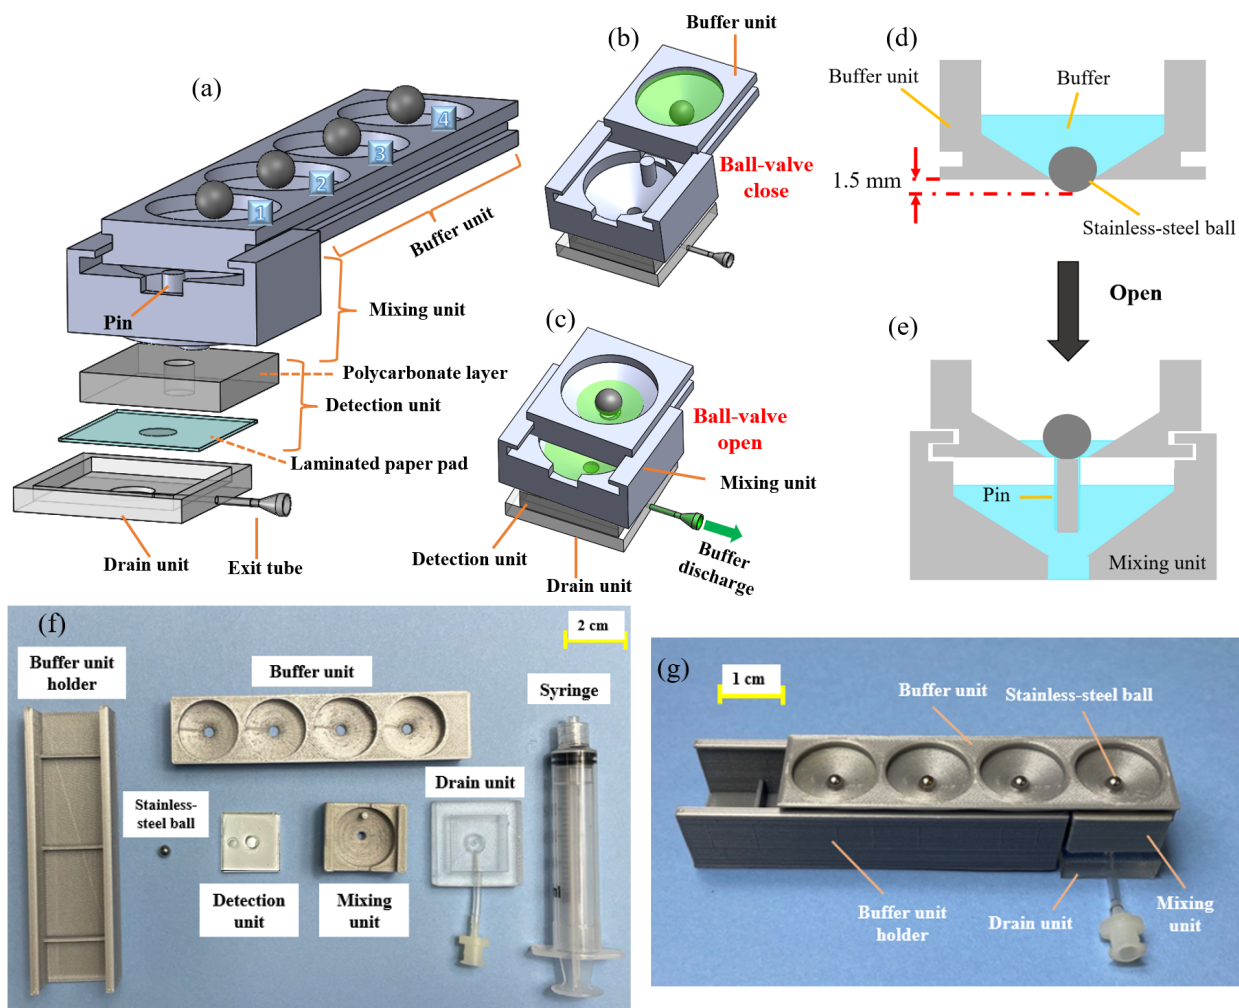 (a)
4
3
2
1
Buffer unit
Pin
Mixing unit
Polycarbonate layer
Detection unit
Laminated paper pad
Drain unit
Exit tube
(b)
Buffer unit
Ball-valve
close
(c)
Ball-valve
open
Mixing unit
Detection unit
Drain unit
Buffer
discharge
(d)
Buffer unit
Buffer
1.5 mm
Stainless-steel ball
Open
(e)
Pin
Mixing unit
(f)
2 cm
Buffer unit
holder
Buffer unit
Syringe
Stainless-
steel ball
Drain unit
Detection
unit
Mixing
unit
(g)
1 cm
Buffer unit
Stainless-steel ball
Buffer unit
holder
Drain unit
Mixing
unit